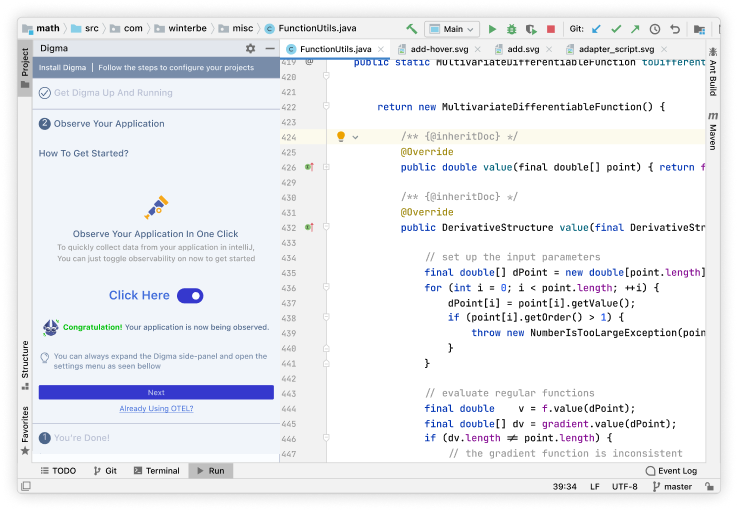 math
src
com
winterbe
misc
FunctionUtils.java
Main
Git:
Project
Structure
Favorites
Digma
Install Digma | Follow the steps to configure your projects
Get Digma Up And Running
2 Observe Your Application
How To Get Started?
Observe Your Application In One Click
To quickly collect data from your application in intelliJ,
You can just toggle observability on now to get started
Click Here
Congratulation! Your application is now being observed.
You can always expand the Digma side-panel and open the
settings menu as seen bellow
Next
Already Using OTEL?
1 You're Done!
FunctionUtils.java
add-hover.svg
add.svg
adapter_script.svg
419 @ public static MultivariateDifferentiableFunction toDifferent
420
421
422 return new MultivariateDifferentiableFunction() {
423
424 /** {@inheritDoc} */
425 @Override
426 public double value(final double[] point) { return f
429
430 /** {@inheritDoc} */
431 @Override
432 public DerivativeStructure value(final DerivativeStr
433
434 // set up the input parameters
435 final double[] dPoint = new double[point.length]
436 for (int i = 0; i < point.length; ++i) {
437 dPoint[i] = point[i].getValue();
438 if (point[i].getOrder() > 1) {
439 throw new NumberIsTooLargeException(poin
440 }
441 }
442
443 // evaluate regular functions
444 final double v = f.value(dPoint);
445 final double[] dv = gradient.value(dPoint);
446 if (dv.length ≠ point.length) {
447 // the gradient function is inconsistent
Ant Build
m Maven
TODO
Git
Terminal
Run
Event Log
39:34 LF UTF-8 master